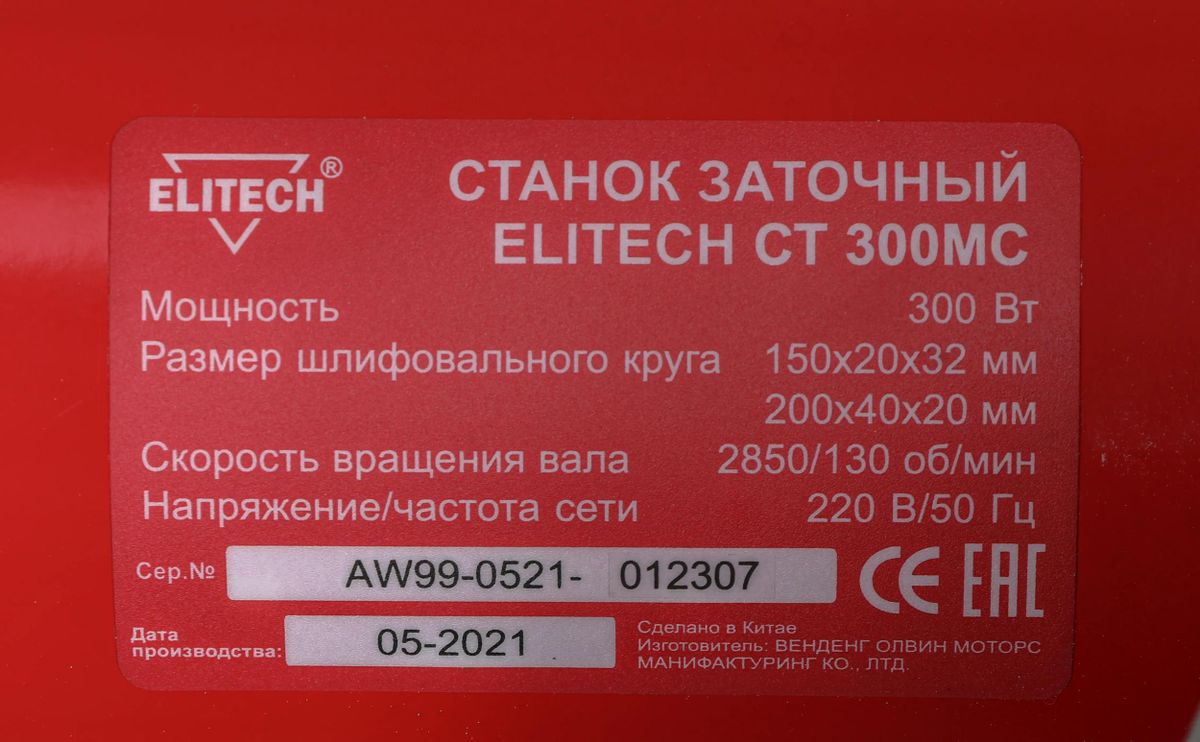 ELITECH®
СТАНОК ЗАТОЧНЫЙ
ELITECH СТ 300МС
Мощность 300 Вт
Размер шлифовального круга 150х20х32 мм
200х40х20 мм
Скорость вращения вала 2850/130 об/мин
Напряжение/частота сети 220 В/50 Гц
Сер.№ AW99-0521- 012307
CE EAC
Дата
производства: 05-2021
Сделано в Китае
Изготовитель: ВЕНДЕНГ ОЛВИН МОТОРС
МАНИФАКТУРИНГ КО., ЛТД.